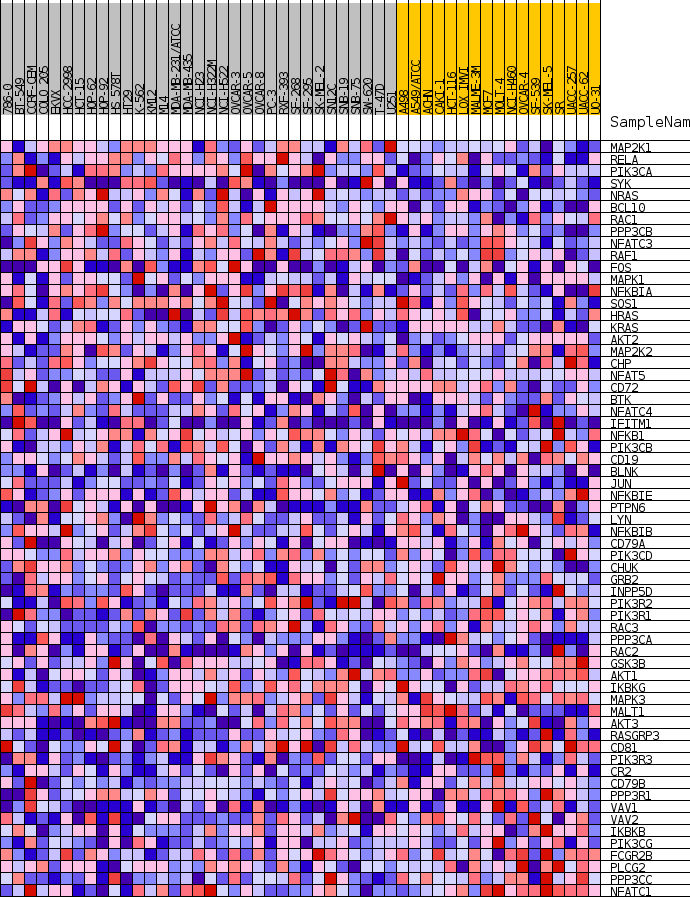 786-0
BT-549
CCRF-CEM
COLO 205
EKVX
HCC-2998
HCT-15
HOP-62
HOP-92
HS 578T
HT29
K-562
KM12
M14
MDA-MB-231/ATCC
MDA-MB-435
NCI-H23
NCI-H322M
NCI-H522
OVCAR-3
OVCAR-5
OVCAR-8
PC-3
RXF-393
SF-268
SF-295
SK-MEL-2
SN12C
SNB-19
SNB-75
SW-620
T-47D
U251
A498
A549/ATCC
ACHN
CAKI-1
HCT-116
LOX IMVI
MALME-3M
MCF7
MOLT-4
NCI-H460
OVCAR-4
SF-539
SK-MEL-5
SR
UACC-257
UACC-62
UO-31
SampleNam
MAP2K1
RELA
PIK3CA
SYK
NRAS
BCL10
RAC1
PPP3CB
NFATC3
RAF1
FOS
MAPK1
NFKBIA
SOS1
HRAS
KRAS
AKT2
MAP2K2
CHP
NFAT5
CD72
BTK
NFATC4
IFITM1
NFKB1
PIK3CB
CD19
BLNK
JUN
NFKBIE
PTPN6
LYN
NFKBIB
CD79A
PIK3CD
CHUK
GRB2
INPP5D
PIK3R2
PIK3R1
RAC3
PPP3CA
RAC2
GSK3B
AKT1
IKBKG
MAPK3
MALT1
AKT3
RASGRP3
CD81
PIK3R3
CR2
CD79B
PPP3R1
VAV1
VAV2
IKBKB
PIK3CG
FCGR2B
PLCG2
PPP3CC
NFATC1